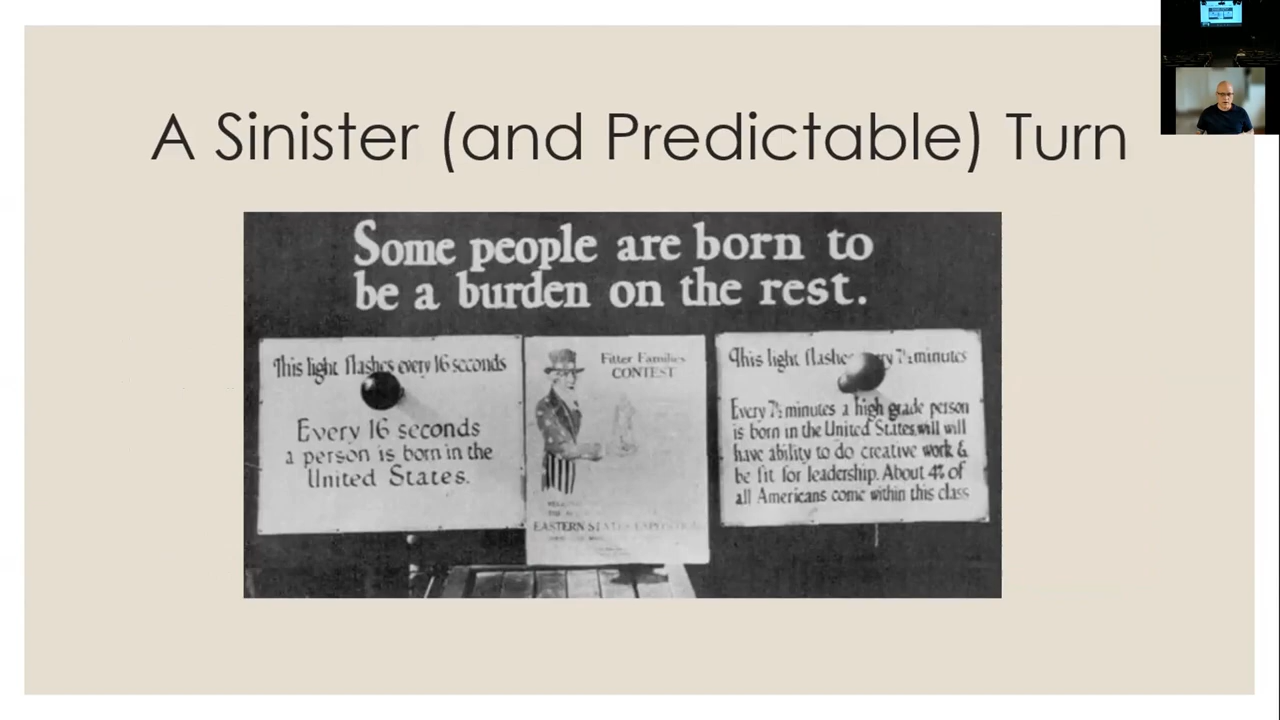 A Sinister (and Predictable) Turn
Some people are born to
be a burden on the rest.
This light flashes every 16 seconds
Every 16 seconds
a person is born in the
United States.
Fitter Families
CONTEST
EASTERN STATES EXPOSITION
This light flashes every 7½ minutes
Every 7½ minutes a high grade person
is born in the United States will will
have ability to do creative work &
be fit for leadership. About 4% of
all Americans come within this class